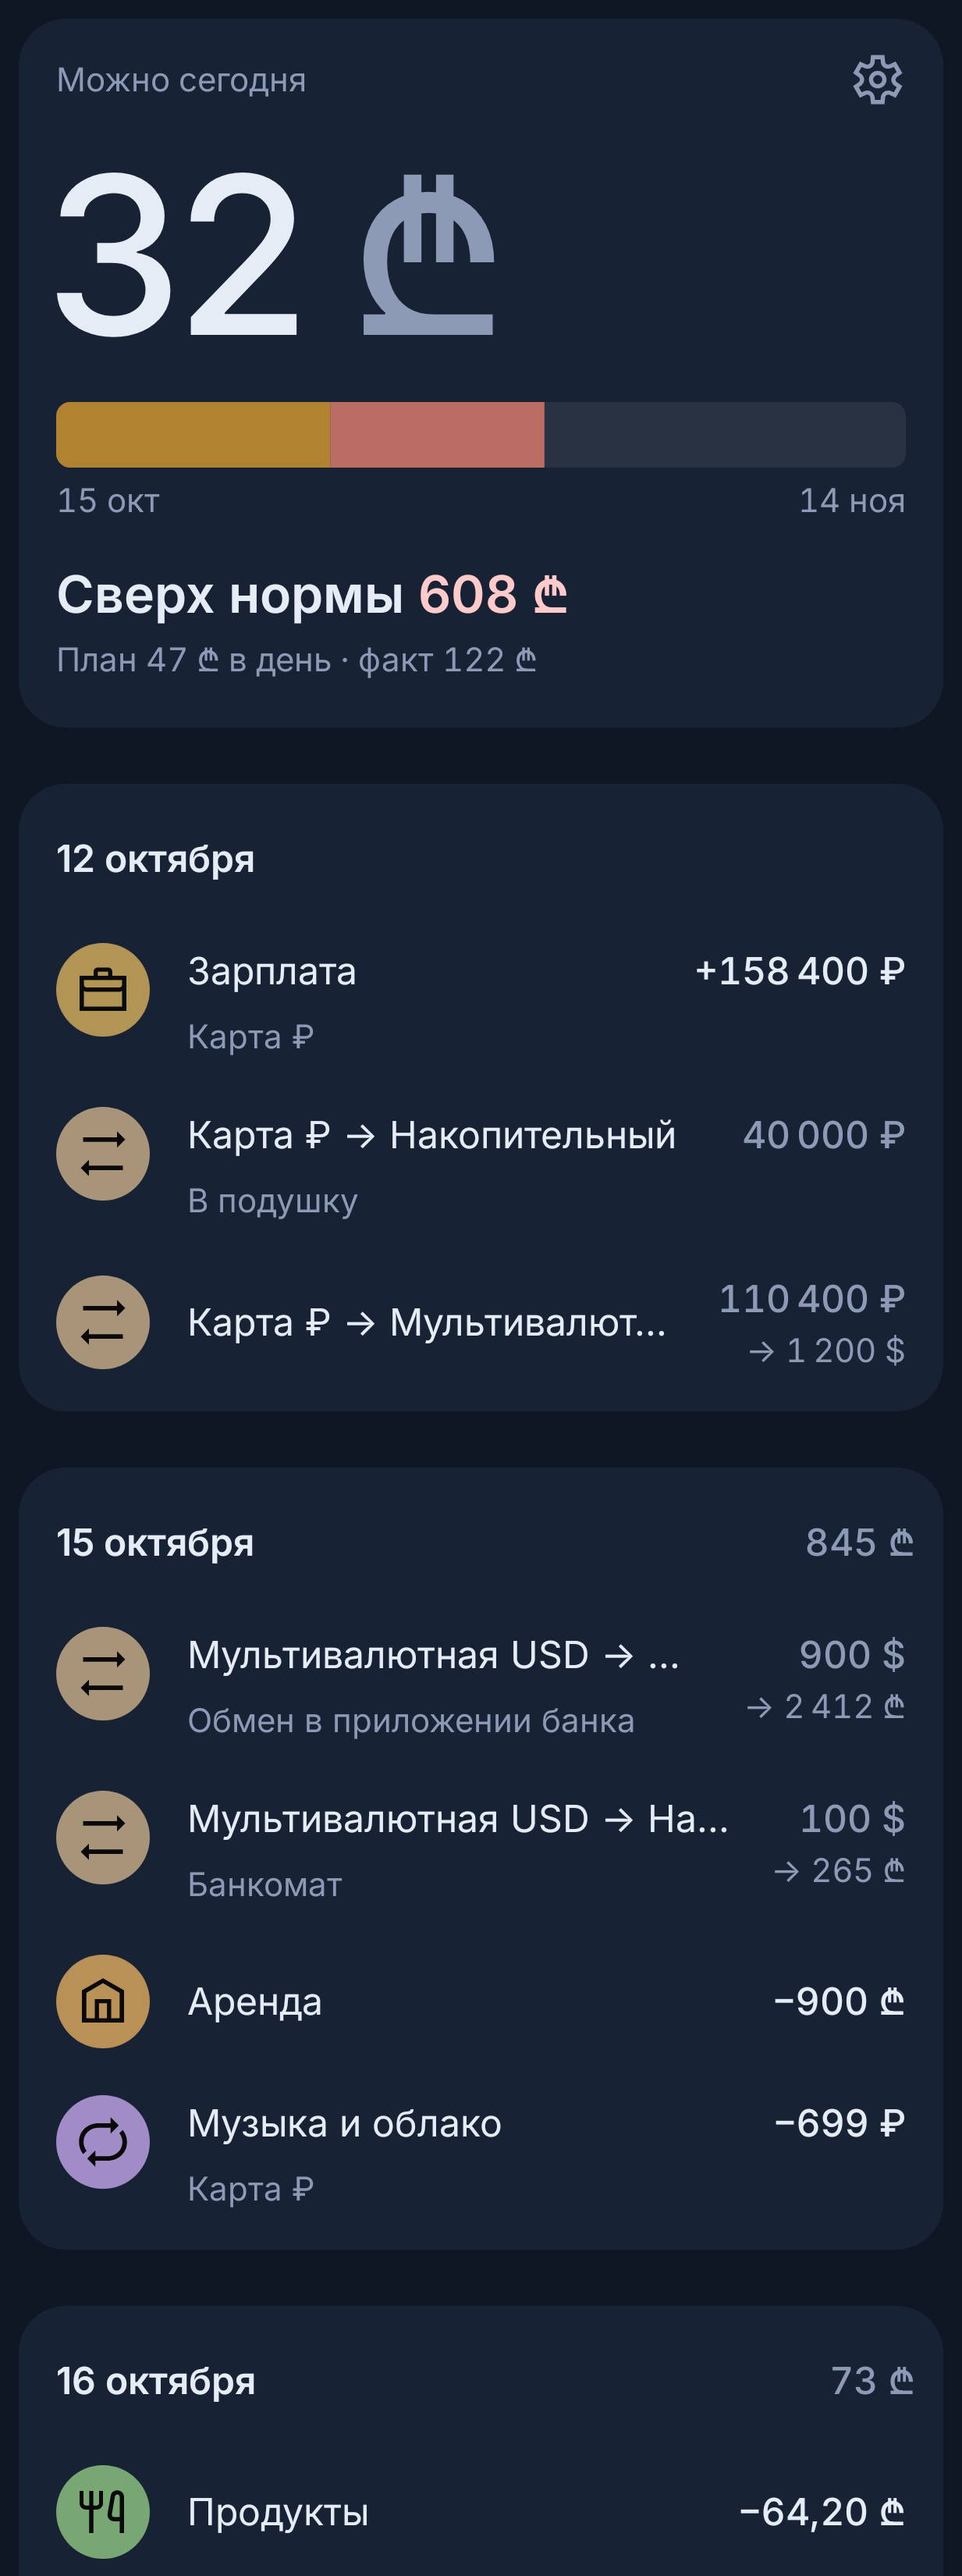 Можно сегодня
32 ₾
15 окт 14 ноя
Сверх нормы 608 ₾
План 47 ₾ в день · факт 122 ₾
12 октября
Зарплата +158 400 ₽
Карта ₽
Карта ₽ → Накопительный 40 000 ₽
В подушку
Карта ₽ → Мультивалют... 110 400 ₽
→ 1 200 $
15 октября 845 ₾
Мультивалютная USD → ... 900 $
Обмен в приложении банка → 2 412 ₾
Мультивалютная USD → На... 100 $
Банкомат → 265 ₾
Аренда −900 ₾
Музыка и облако −699 ₽
Карта ₽
16 октября 73 ₾
Продукты −64,20 ₾